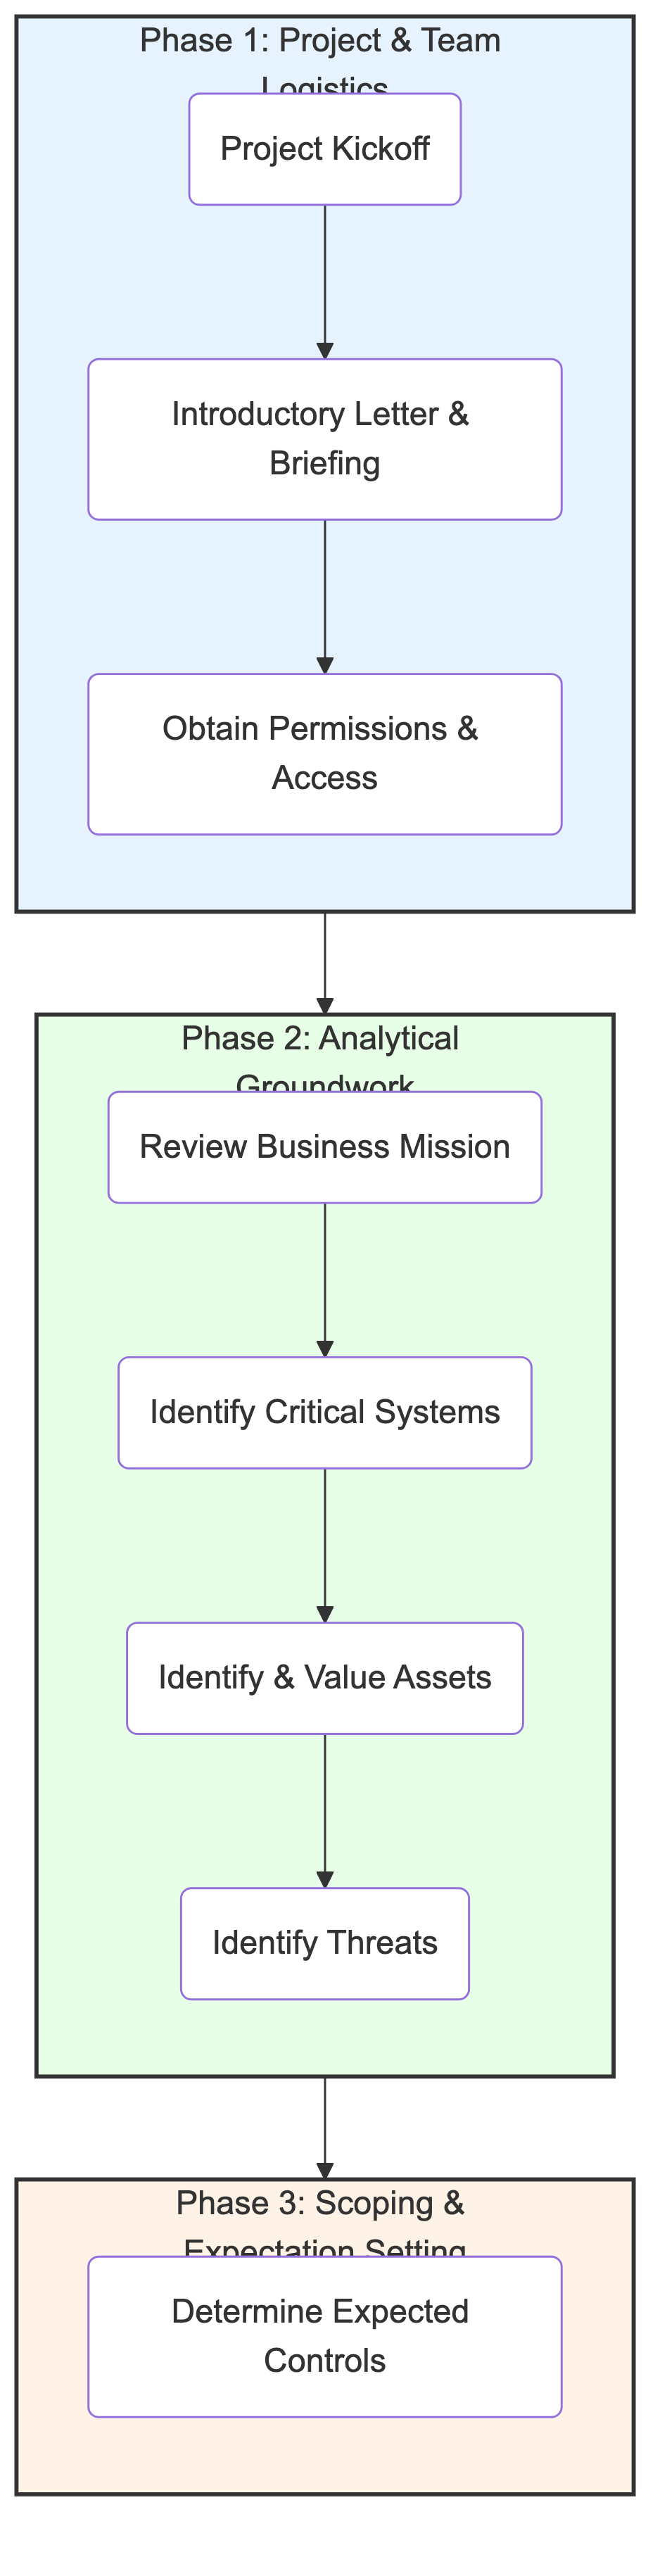 Phase 1: Project & Team
Logistics
Project Kickoff
Introductory Letter &
Briefing
Obtain Permissions &
Access
Phase 2: Analytical
Groundwork
Review Business Mission
Identify Critical Systems
Identify & Value Assets
Identify Threats
Phase 3: Scoping &
Expectation Setting
Determine Expected
Controls